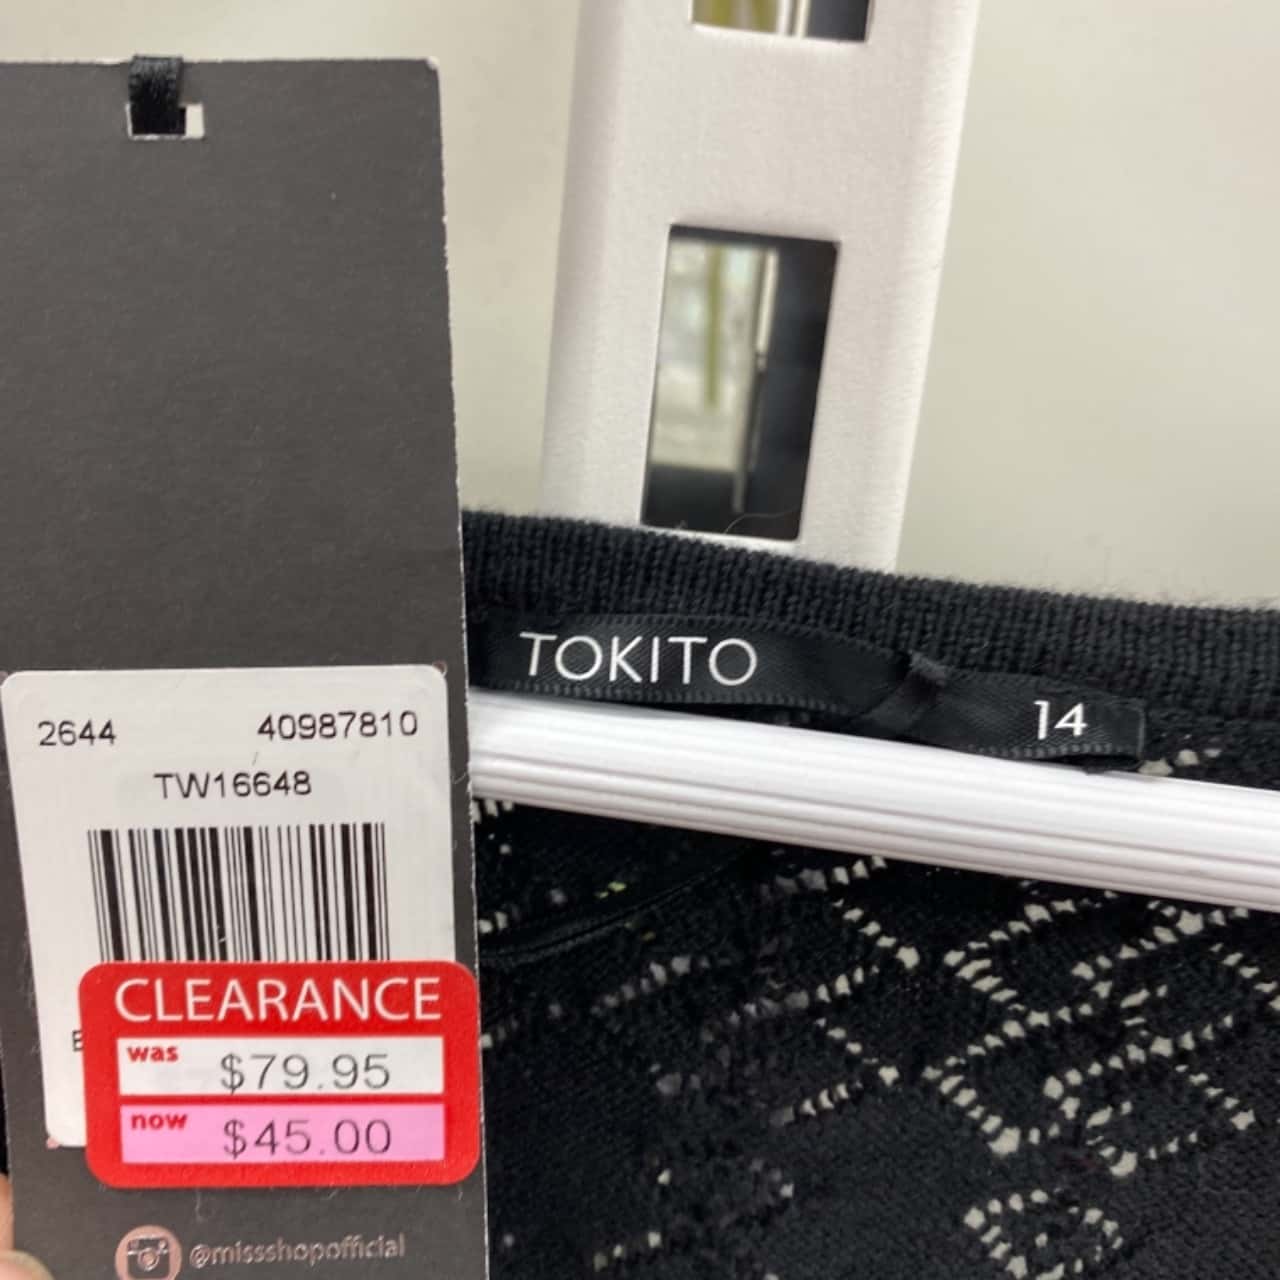 2644 40987810
TW16648
CLEARANCE
was $79.95
now $45.00
@missshopofficial
TOKITO
14